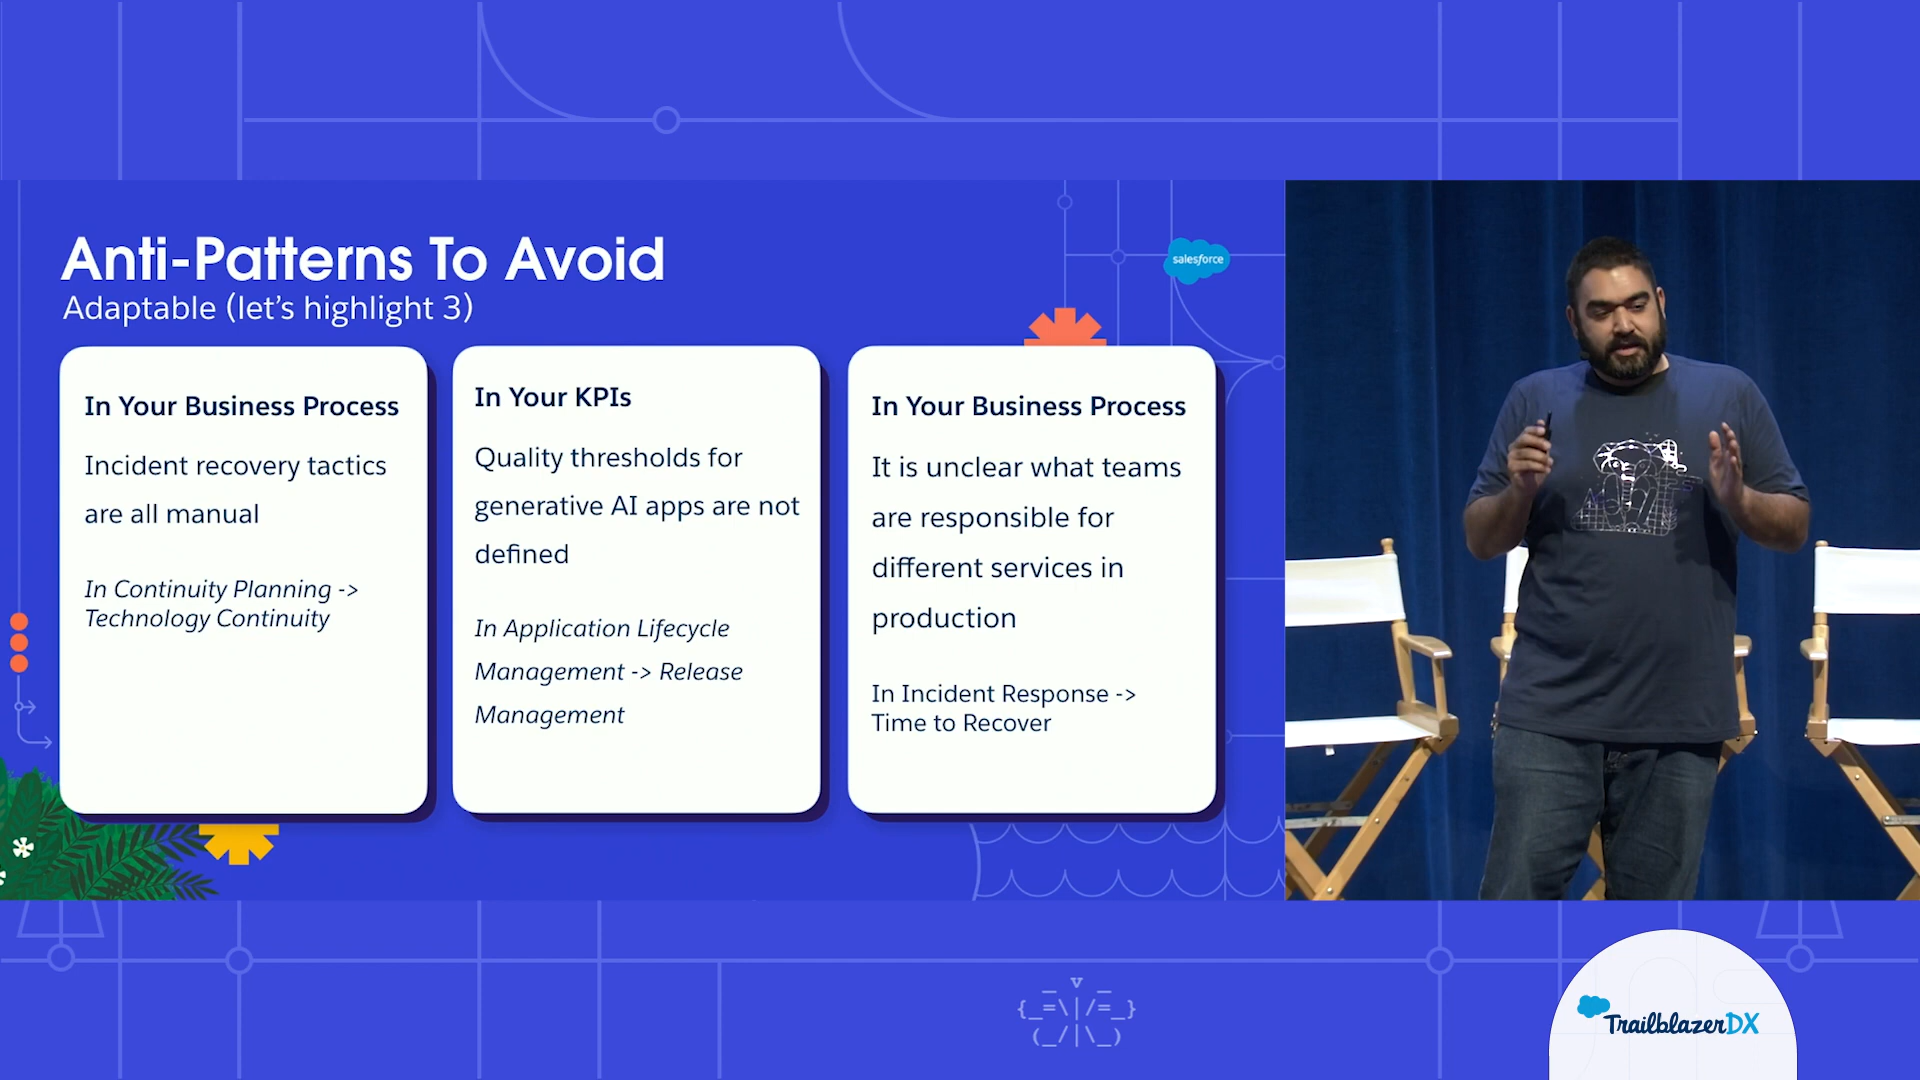 Anti-Patterns To Avoid
Adaptable (let's highlight 3)
salesforce
In Your Business Process
Incident recovery tactics
are all manual
In Continuity Planning ->
Technology Continuity
In Your KPIs
Quality thresholds for
generative AI apps are not
defined
In Application Lifecycle
Management -> Release
Management
In Your Business Process
It is unclear what teams
are responsible for
different services in
production
In Incident Response ->
Time to Recover
TrailblazerDX